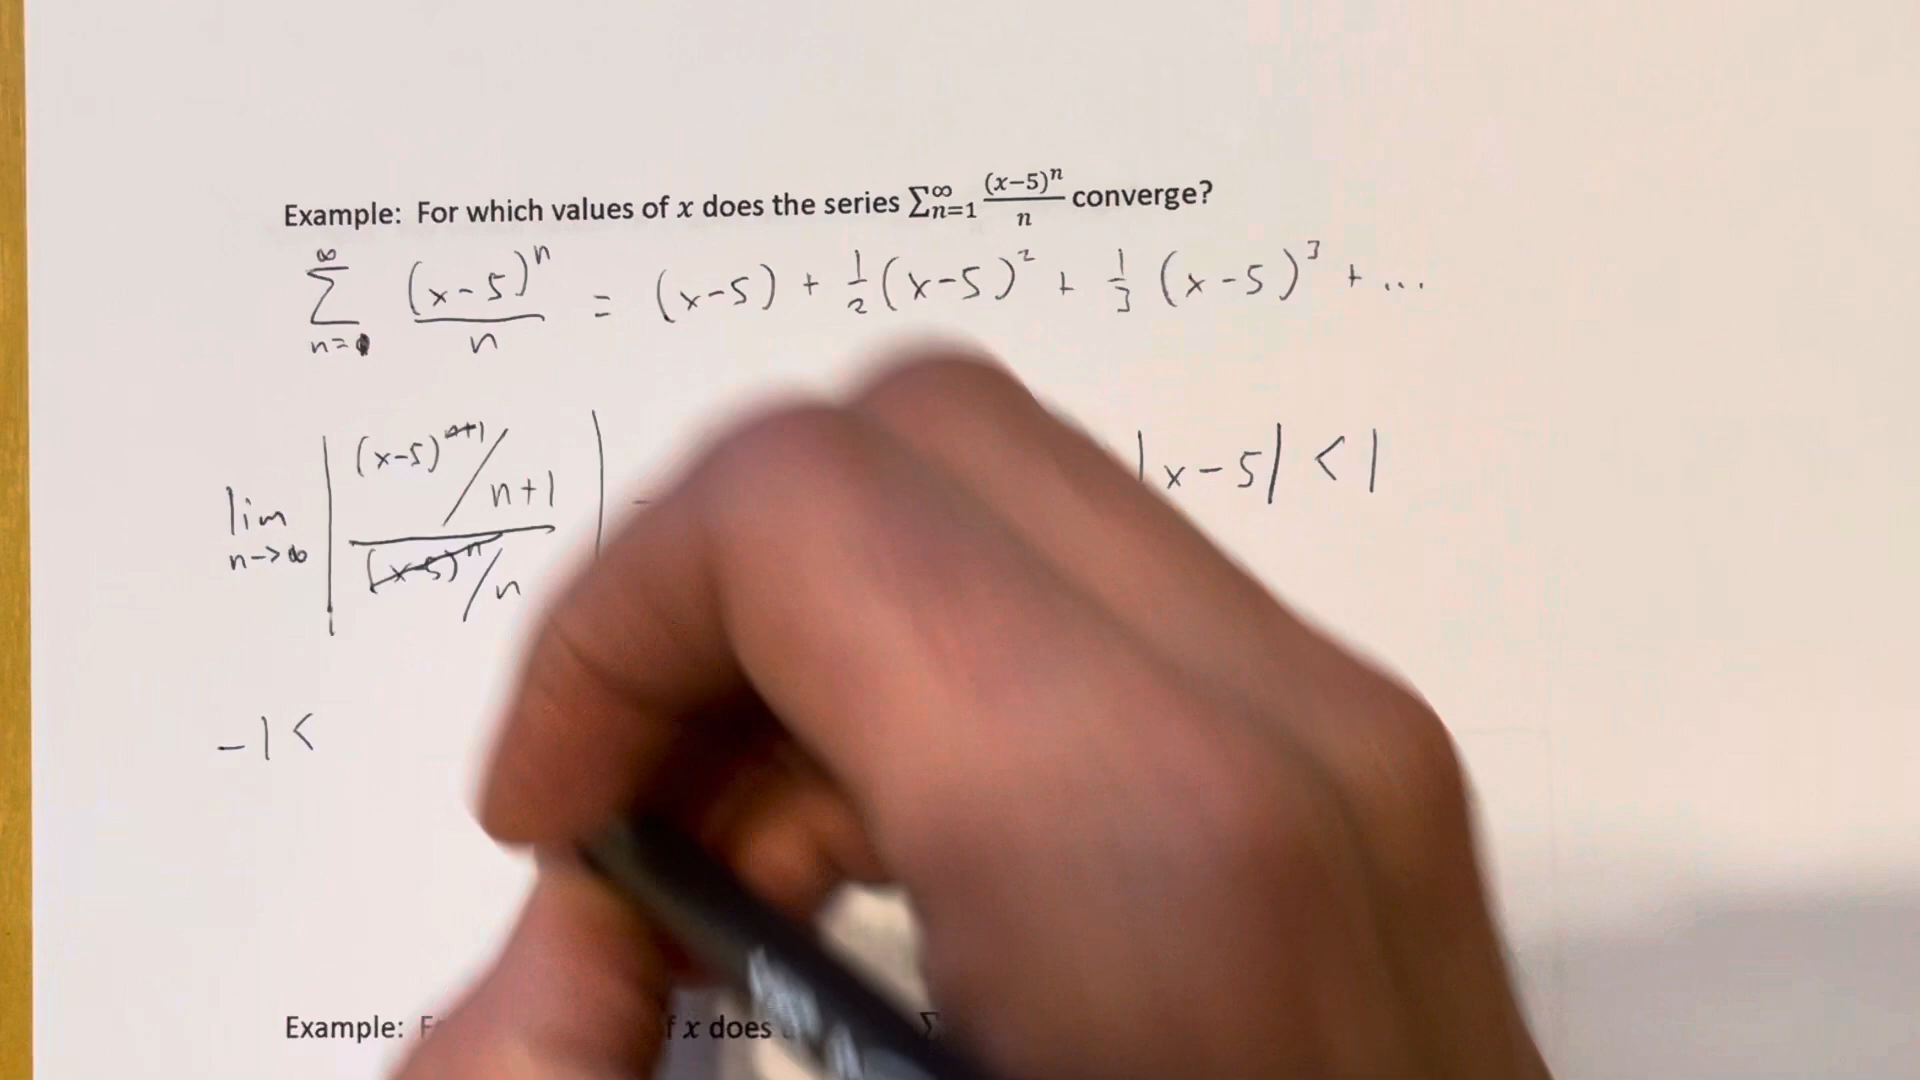 Example: For which values of x does the series ∑_{n=1}^{∞} (x−5)^n / n converge?
∑_{n=}^{∞} (x-5)^n / n = (x-5) + 1/2 (x-5)^2 + 1/3 (x-5)^3 + ...
lim_{n->∞} | (x-5)^{n+1} / n+1 / (x-5)^n / n | |x-5| < 1
-1 <
Example: x does